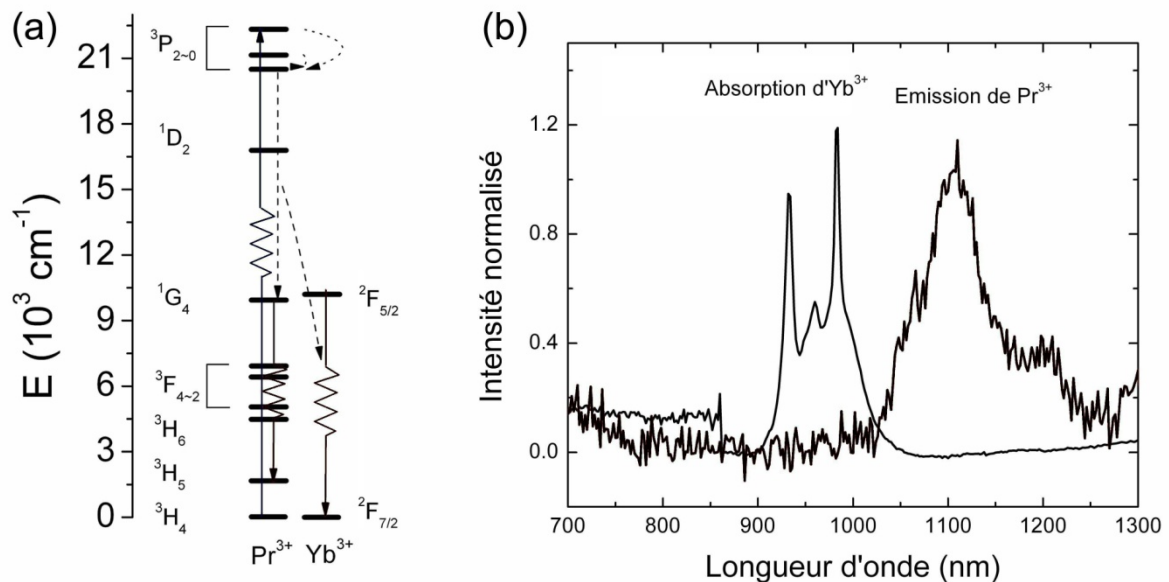 (a)
E (10³ cm⁻¹)
21
18
15
12
9
6
3
0
³P₂~₀
¹D₂
¹G₄
³F₄~₂
³H₆
³H₅
³H₄
²F₅/₂
²F₇/₂
Pr³⁺ Yb³⁺
(b)
Absorption d'Yb³⁺
Emission de Pr³⁺
Intensité normalisé
1.2
0.8
0.4
0.0
700 800 900 1000 1100 1200 1300
Longueur d'onde (nm)